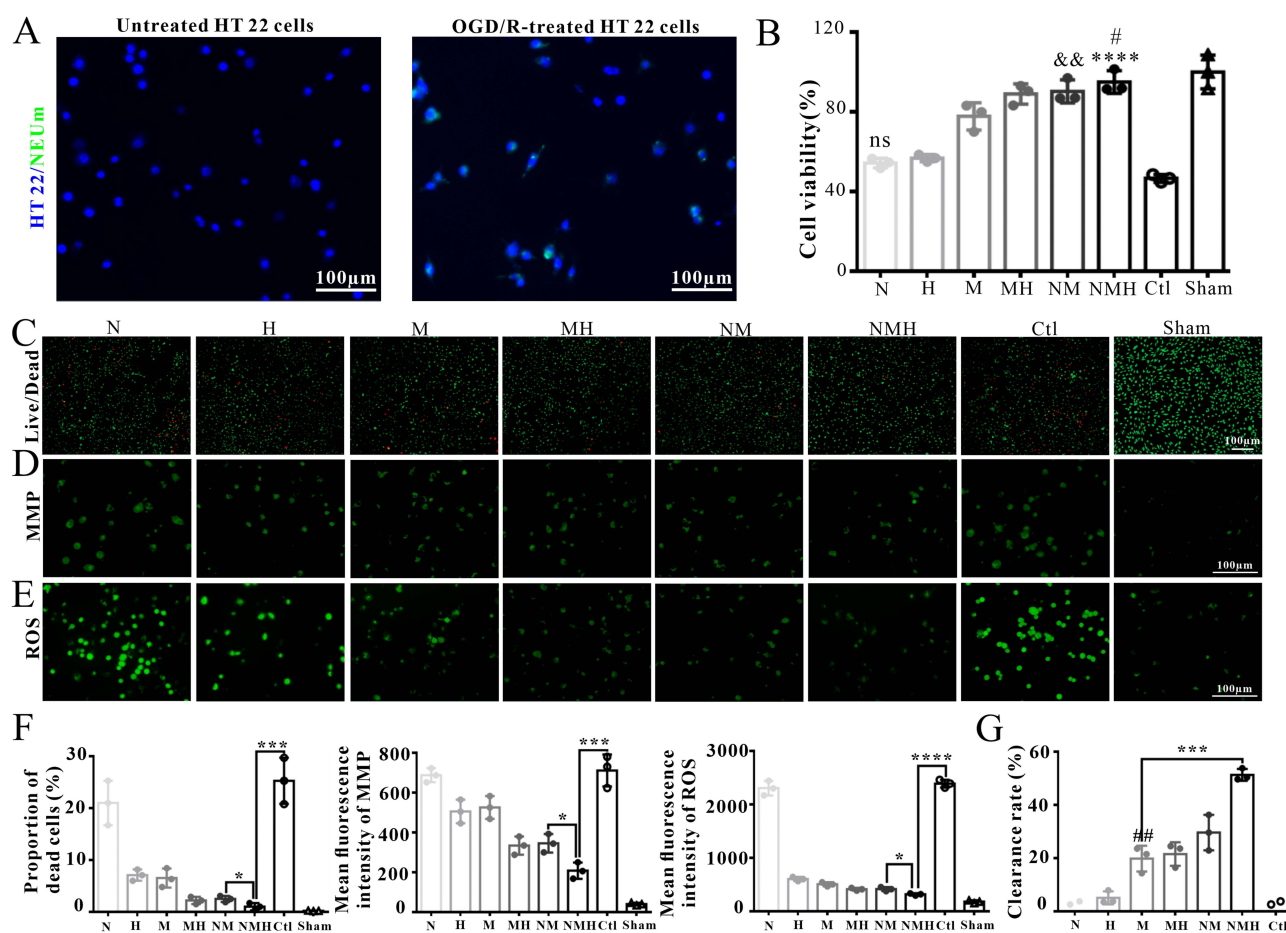 A
Untreated HT 22 cells
OGD/R-treated HT 22 cells
HT 22/NEUm
100μm
100μm
B
Cell viability(%)
120
80
40
0
ns
&&
#
****
N H M MH NM NMH Ctl Sham
N H M MH NM NMH Ctl Sham
C
Live/Dead
100μm
D
MMP
100μm
E
ROS
100μm
F
Proportion of
dead cells (%)
30
20
10
0
*
***
N H M MH NM NMH Ctl Sham
Mean fluorescence
intensity of MMP
800
600
400
200
0
*
***
N H M MH NM NMH Ctl Sham
Mean fluorescence
intensity of ROS
3000
2000
1000
0
*
****
N H M MH NM NMH Ctl Sham
G
Clearance rate (%)
60
40
20
0
##
***
N H M MH NM NMH Ctl